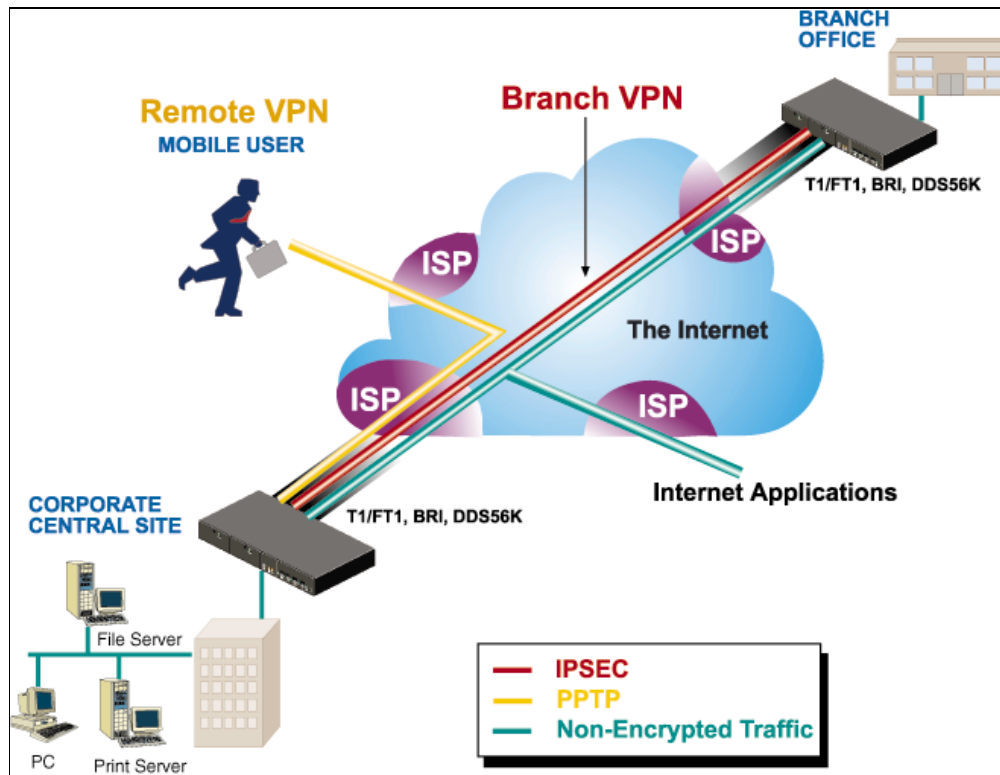 BRANCH
OFFICE
Remote VPN
MOBILE USER
Branch VPN
T1/FT1, BRI, DDS56K
ISP
ISP
The Internet
ISP
ISP
Internet Applications
CORPORATE
CENTRAL SITE
T1/FT1, BRI, DDS56K
File Server
PC
Print Server
IPSEC
PPTP
Non-Encrypted Traffic